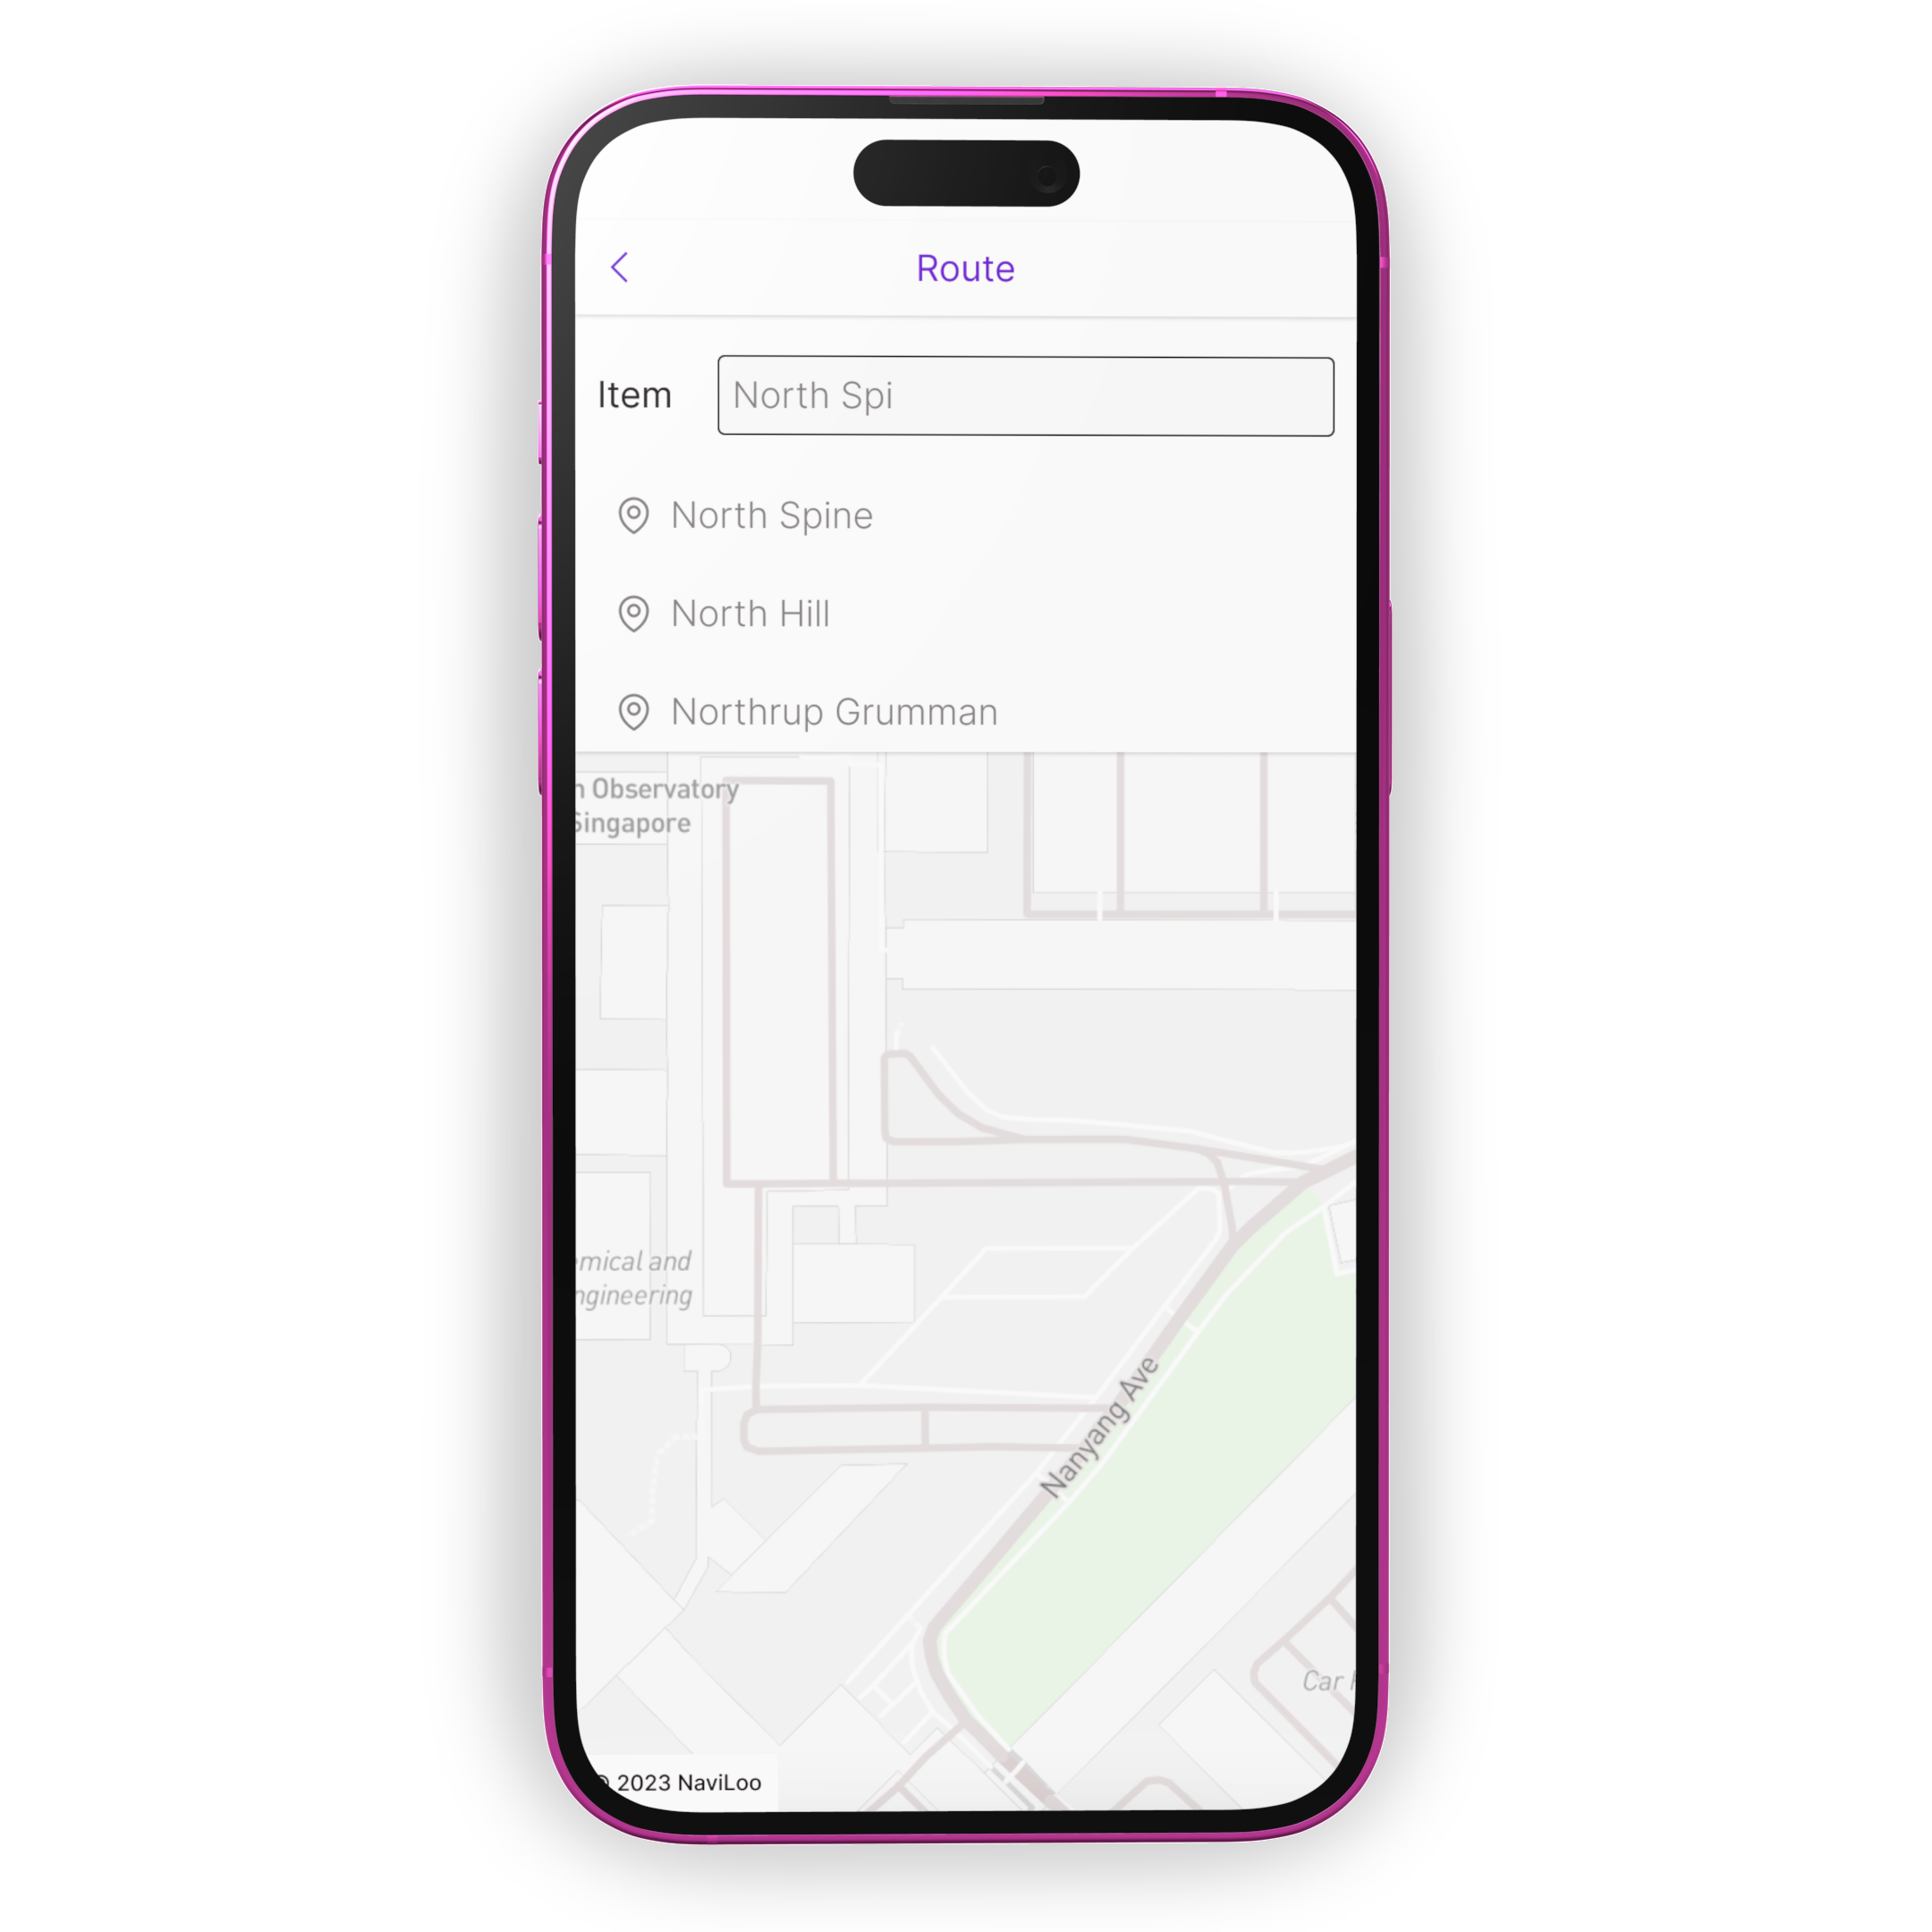 Route
Item
North Spi
North Spine
North Hill
Northrup Grumman
n Observatory
Singapore
emical and
ngineering
Nanyang Ave
Car
© 2023 NaviLoo